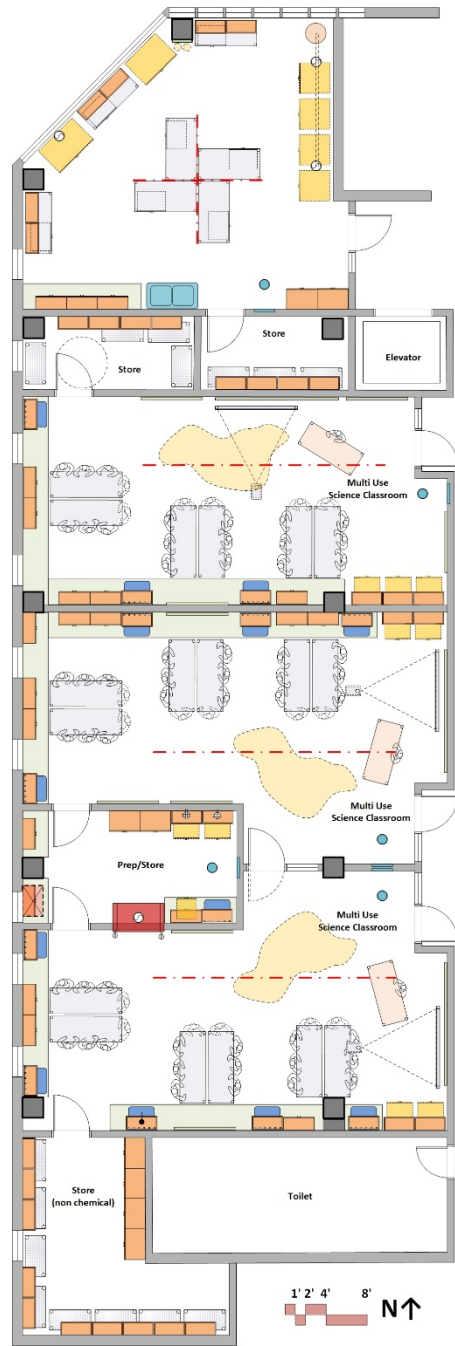 Store
Store
Elevator
Multi Use
Science Classroom
Multi Use
Science Classroom
Prep/Store
Multi Use
Science Classroom
Store
(non chemical)
Toilet
1' 2' 4' 8'
N↑